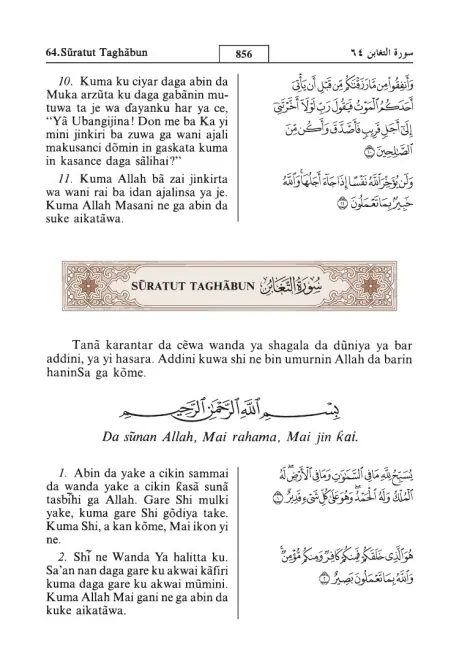 64.Sūratut Taghãbun
856
سورة التغابن ٦٤
10. Kuma ku ciyar daga abin da
Muka arzũta ku daga gabãnin mu-
tuwa ta je wa ɗayanku har ya ce,
“Yã Ubangijina! Don me ba Ka yi
mini jinkiri ba zuwa ga wani ajali
makusanci dõmin in gaskata kuma
in kasance daga sãlihai?”
11. Kuma Allah bã zai jinkirta
wa wani rai ba idan ajalinsa ya je.
Kuma Allah Masani ne ga abin da
suke aikatãwa.
وَأَنفِقُوا۟ مِن مَّا رَزَقْنَٰكُم مِّن قَبْلِ أَن يَأْتِىَ
أَحَدَكُمُ ٱلْمَوْتُ فَيَقُولَ رَبِّ لَوْلَآ أَخَّرْتَنِىٓ
إِلَىٰٓ أَجَلٍ قَرِيبٍ فَأَصَّدَّقَ وَأَكُن مِّنَ
ٱلصَّٰلِحِينَ ۝١٠
وَلَن يُؤَخِّرَ ٱللَّهُ نَفْسًا إِذَا جَآءَ أَجَلُهَا ۚ وَٱللَّهُ
خَبِيرٌۢ بِمَا تَعْمَلُونَ ۝١١
SŪRATUT TAGHÃBUN سُورَةُ التَّغَابُنِ
Tanã karantar da cẽwa wanda ya shagala da dũniya ya bar
addini, ya yi hasara. Addini kuwa shi ne bin umurnin Allah da barin
haninSa ga kõme.
بِسْمِ ٱللَّهِ ٱلرَّحْمَٰنِ ٱلرَّحِيمِ
Da sũnan Allah, Mai rahama, Mai jin ƙai.
1. Abin da yake a cikin sammai
da wanda yake a cikin ƙasã sunã
tasbĩhi ga Allah. Gare Shi mulki
yake, kuma gare Shi gõdiya take.
Kuma Shi, a kan kõme, Mai ikon yi
ne.
2. Shĩ ne Wanda Ya halitta ku.
Sa’an nan daga gare ku akwai kãfiri
kuma daga gare ku akwai mũmini.
Kuma Allah Mai gani ne ga abin da
kuke aikatãwa.
يُسَبِّحُ لِلَّهِ مَا فِى ٱلسَّمَٰوَٰتِ وَمَا فِى ٱلْأَرْضِ ۖ لَهُ
ٱلْمُلْكُ وَلَهُ ٱلْحَمْدُ ۖ وَهُوَ عَلَىٰ كُلِّ شَىْءٍ قَدِيرٌ ۝١
هُوَ ٱلَّذِى خَلَقَكُمْ فَمِنكُمْ كَافِرٌ وَمِنكُم مُّؤْمِنٌ ۚ
وَٱللَّهُ بِمَا تَعْمَلُونَ بَصِيرٌ ۝٢